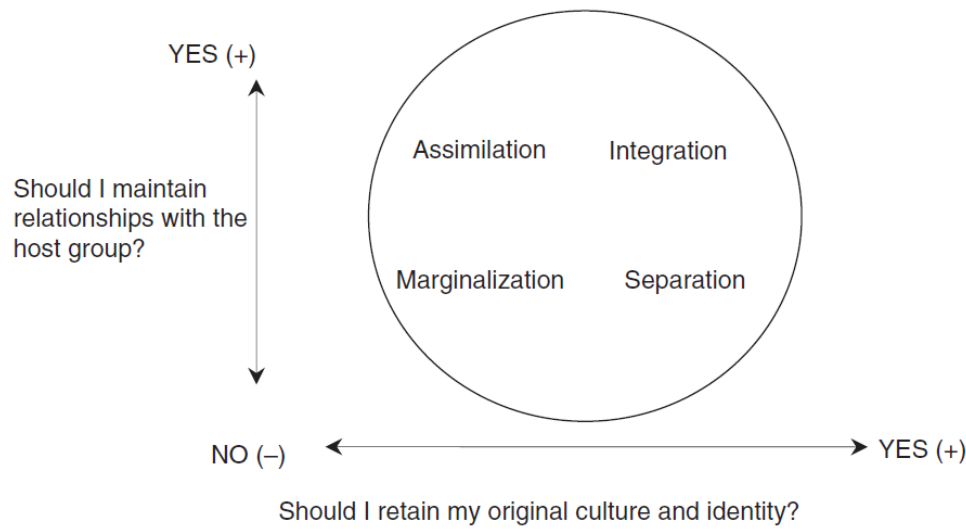 YES (+)
Assimilation
Integration
Should I maintain
relationships with the
host group?
Marginalization
Separation
NO (–)
YES (+)
Should I retain my original culture and identity?